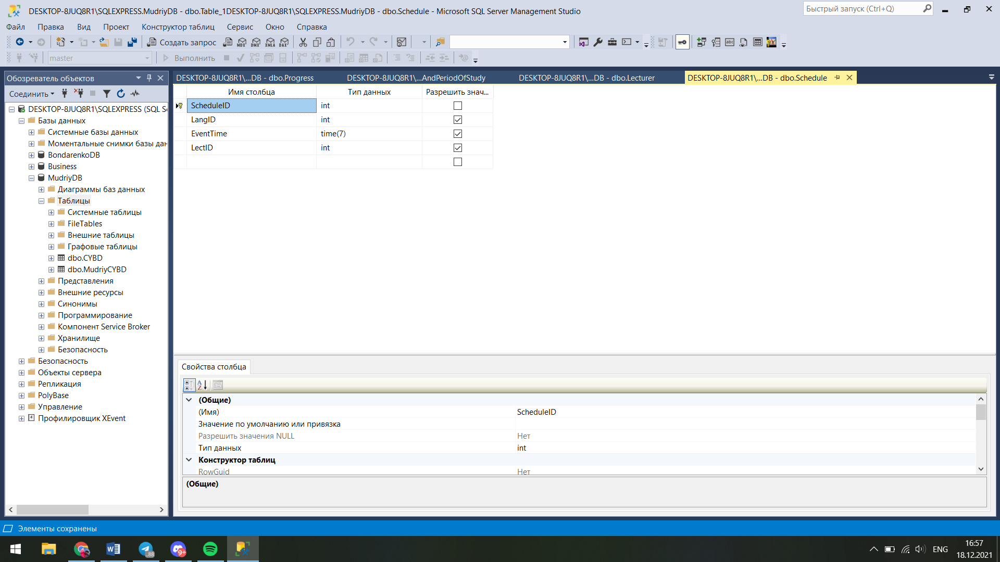 DESKTOP-8JUQ8R1\SQLEXPRESS.MudriyDB - dbo.Table_1DESKTOP-8JUQ8R1\SQLEXPRESS.MudriyDB - dbo.Schedule - Microsoft SQL Server Management Studio
Быстрый запуск (Ctrl+Q)
Файл Правка Вид Проект Конструктор таблиц Сервис Окно Справка
Создать запрос MDX DMX XMLA DAX
master Выполнить
Обозреватель объектов
Соединить
DESKTOP-8JUQ8R1\SQLEXPRESS (SQL S
Базы данных
Системные базы данных
Моментальные снимки базы дан
BondarenkoDB
Business
MudriyDB
Диаграммы баз данных
Таблицы
Системные таблицы
FileTables
Внешние таблицы
Графовые таблицы
dbo.CYBD
dbo.MudriyCYBD
Представления
Внешние ресурсы
Синонимы
Программирование
Компонент Service Broker
Хранилище
Безопасность
Безопасность
Объекты сервера
Репликация
PolyBase
Управление
Профилировщик XEvent
DESKTOP-8JUQ8R1\...DB - dbo.Progress DESKTOP-8JUQ8R1\...AndPeriodOfStudy DESKTOP-8JUQ8R1\...DB - dbo.Lecturer DESKTOP-8JUQ8R1\...DB - dbo.Schedule
Имя столбца Тип данных Разрешить знач...
ScheduleID int
LangID int
EventTime time(7)
LectID int
Свойства столбца
(Общие)
(Имя) ScheduleID
Значение по умолчанию или привязка
Разрешить значения NULL Нет
Тип данных int
Конструктор таблиц
RowGuid Нет
(Общие)
Элементы сохранены
..88 9+ ENG
16:57
18.12.2021